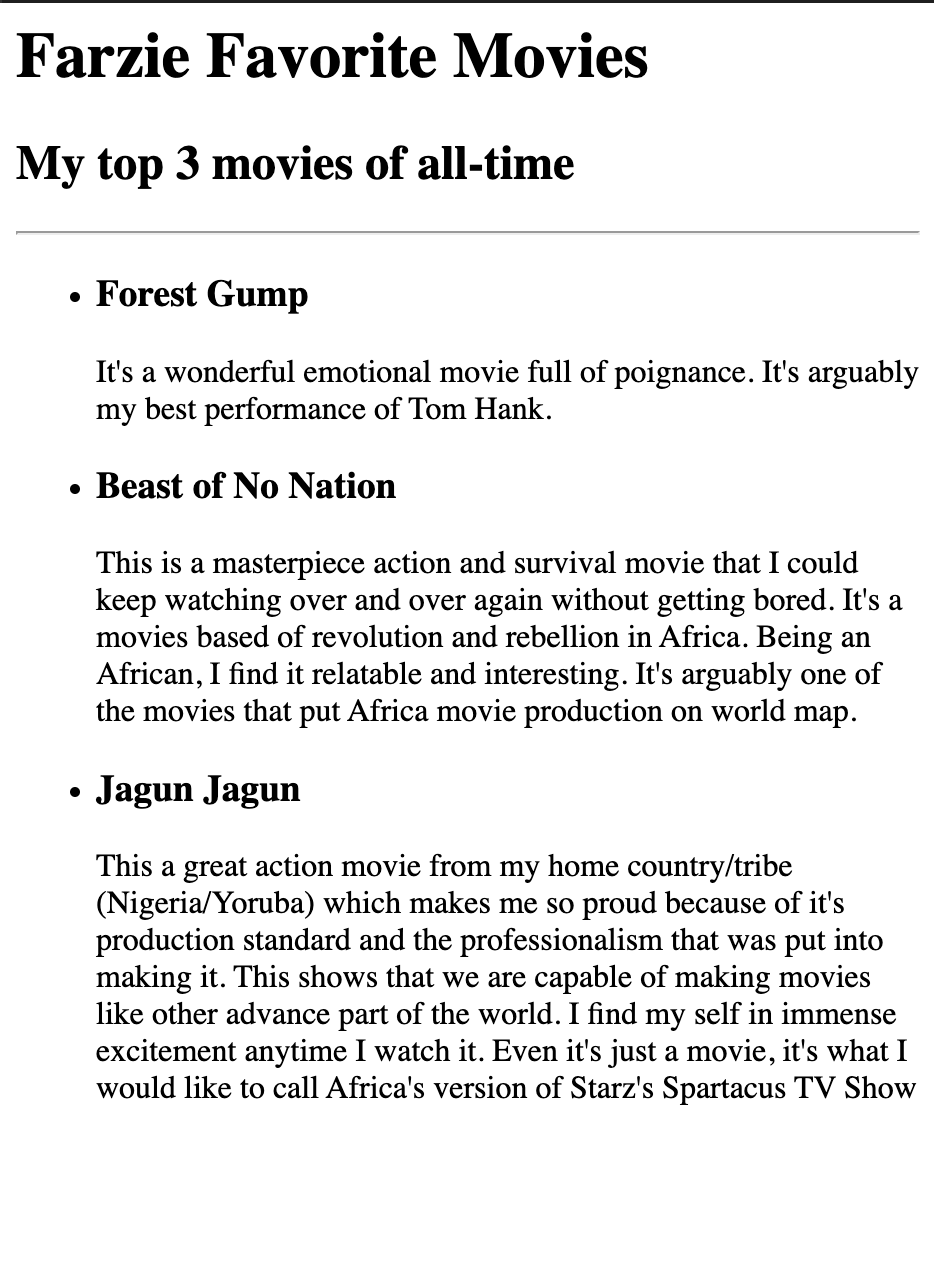 Farzie Favorite Movies
My top 3 movies of all-time
Forest Gump
It's a wonderful emotional movie full of poignance. It's arguably
my best performance of Tom Hank.
Beast of No Nation
This is a masterpiece action and survival movie that I could
keep watching over and over again without getting bored. It's a
movies based of revolution and rebellion in Africa. Being an
African, I find it relatable and interesting. It's arguably one of
the movies that put Africa movie production on world map.
Jagun Jagun
This a great action movie from my home country/tribe
(Nigeria/Yoruba) which makes me so proud because of it's
production standard and the professionalism that was put into
making it. This shows that we are capable of making movies
like other advance part of the world. I find my self in immense
excitement anytime I watch it. Even it's just a movie, it's what I
would like to call Africa's version of Starz's Spartacus TV Show